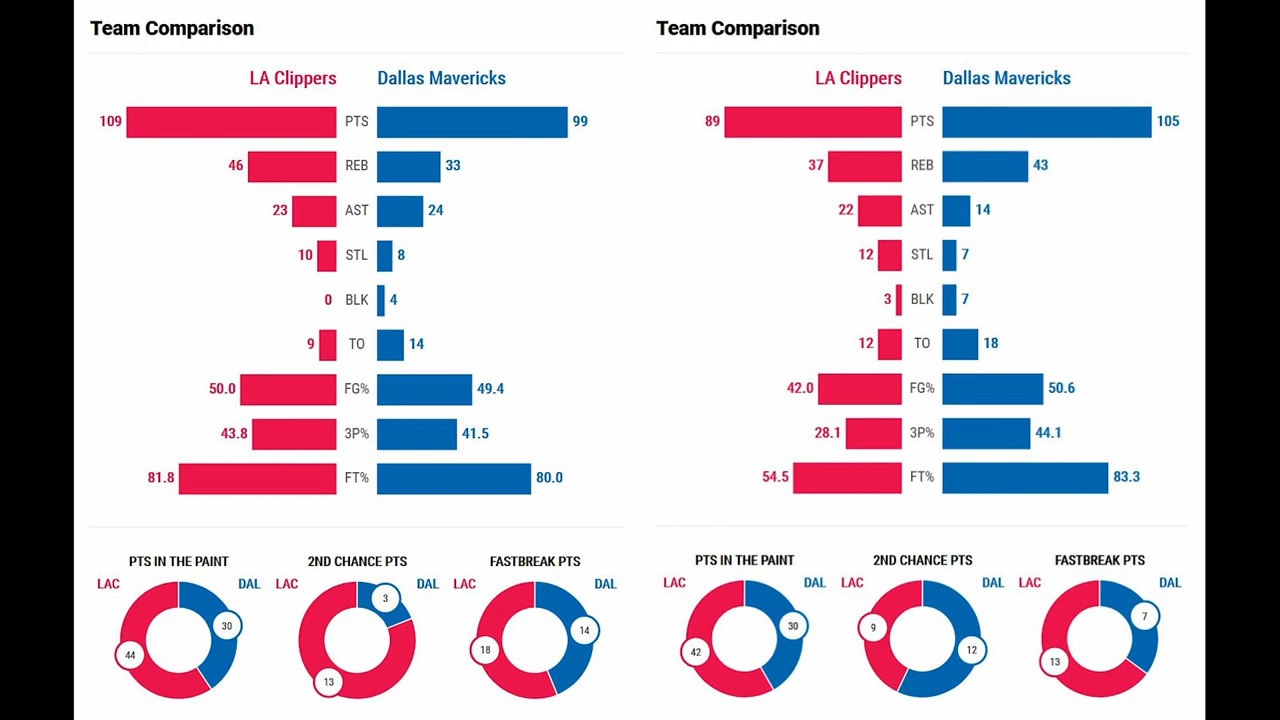 Team Comparison
LA Clippers Dallas Mavericks
109 PTS 99
46 REB 33
23 AST 24
10 STL 8
0 BLK 4
9 TO 14
50.0 FG% 49.4
43.8 3P% 41.5
81.8 FT% 80.0
PTS IN THE PAINT 2ND CHANCE PTS FASTBREAK PTS
LAC DAL LAC DAL LAC DAL
44 30 13 3 18 14
Team Comparison
LA Clippers Dallas Mavericks
89 PTS 105
37 REB 43
22 AST 14
12 STL 7
3 BLK 7
12 TO 18
42.0 FG% 50.6
28.1 3P% 44.1
54.5 FT% 83.3
PTS IN THE PAINT 2ND CHANCE PTS FASTBREAK PTS
LAC DAL LAC DAL LAC DAL
42 30 9 12 13 7